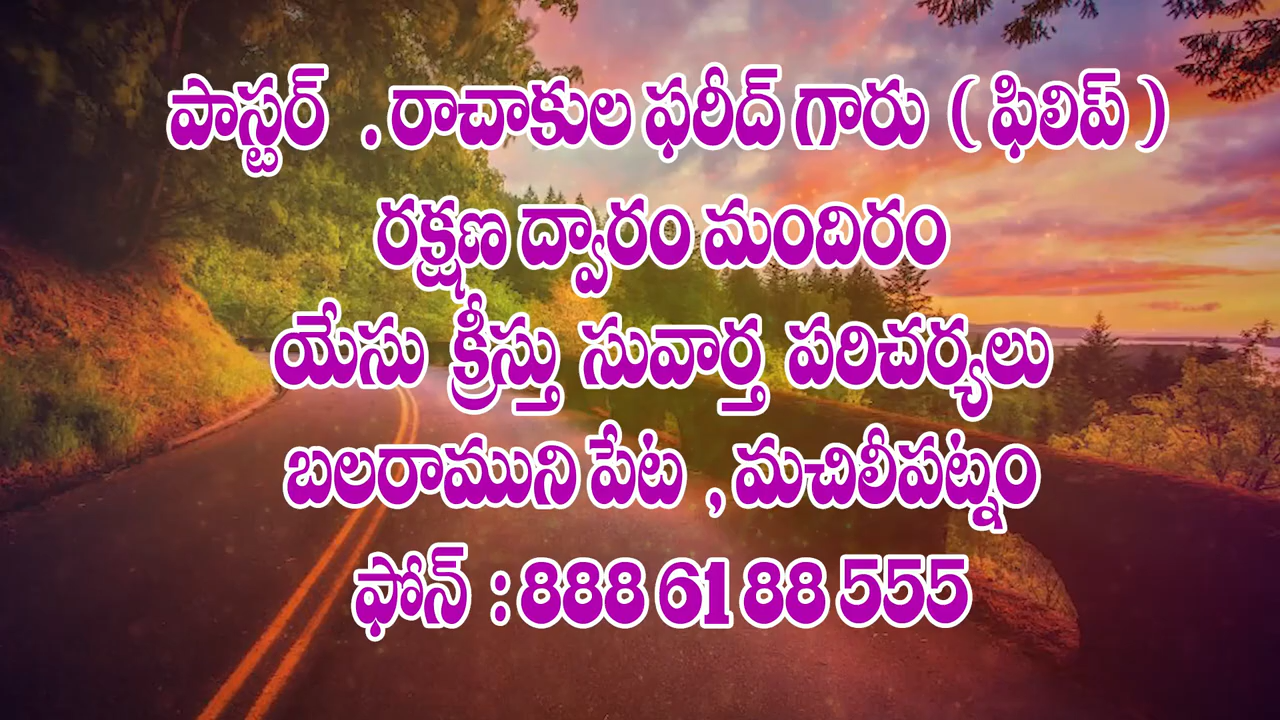 పాస్టర్ . రాచాకుల ఫరీద్ గారు ( ఫిలిప్ )
రక్షణ ద్వారం మందిరం
యేసు క్రీస్తు సువార్త పరిచర్యలు
బలరాముని పేట , మచిలీపట్నం
ఫోన్ : 888 61 88 555